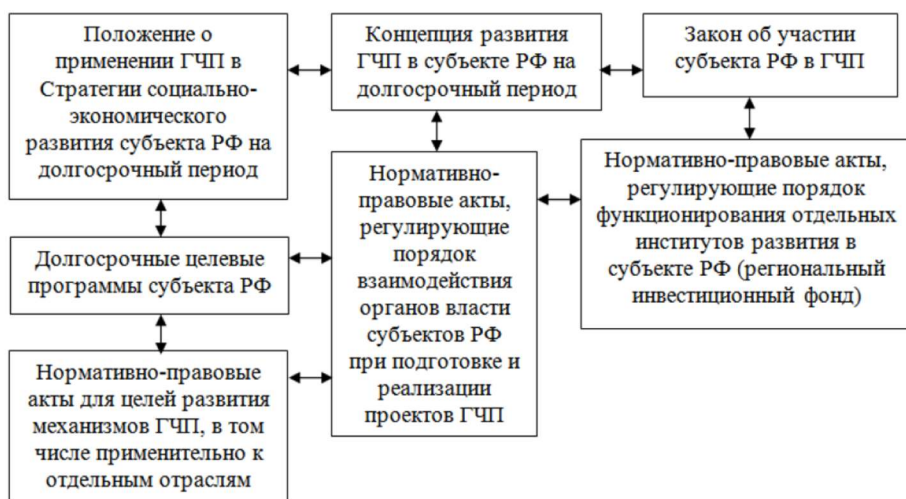 Положение о
применении ГЧП в
Стратегии социально-
экономического
развития субъекта РФ на
долгосрочный период
Концепция развития
ГЧП в субъекте РФ на
долгосрочный период
Закон об участии
субъекта РФ в ГЧП
Долгосрочные целевые
программы субъекта РФ
Нормативно-
правовые акты,
регулирующие
порядок
взаимодействия
органов власти
субъектов РФ
при подготовке и
реализации
проектов ГЧП
Нормативно-правовые акты,
регулирующие порядок
функционирования отдельных
институтов развития в
субъекте РФ (региональный
инвестиционный фонд)
Нормативно-правовые
акты для целей развития
механизмов ГЧП, в том
числе применительно к
отдельным отраслям